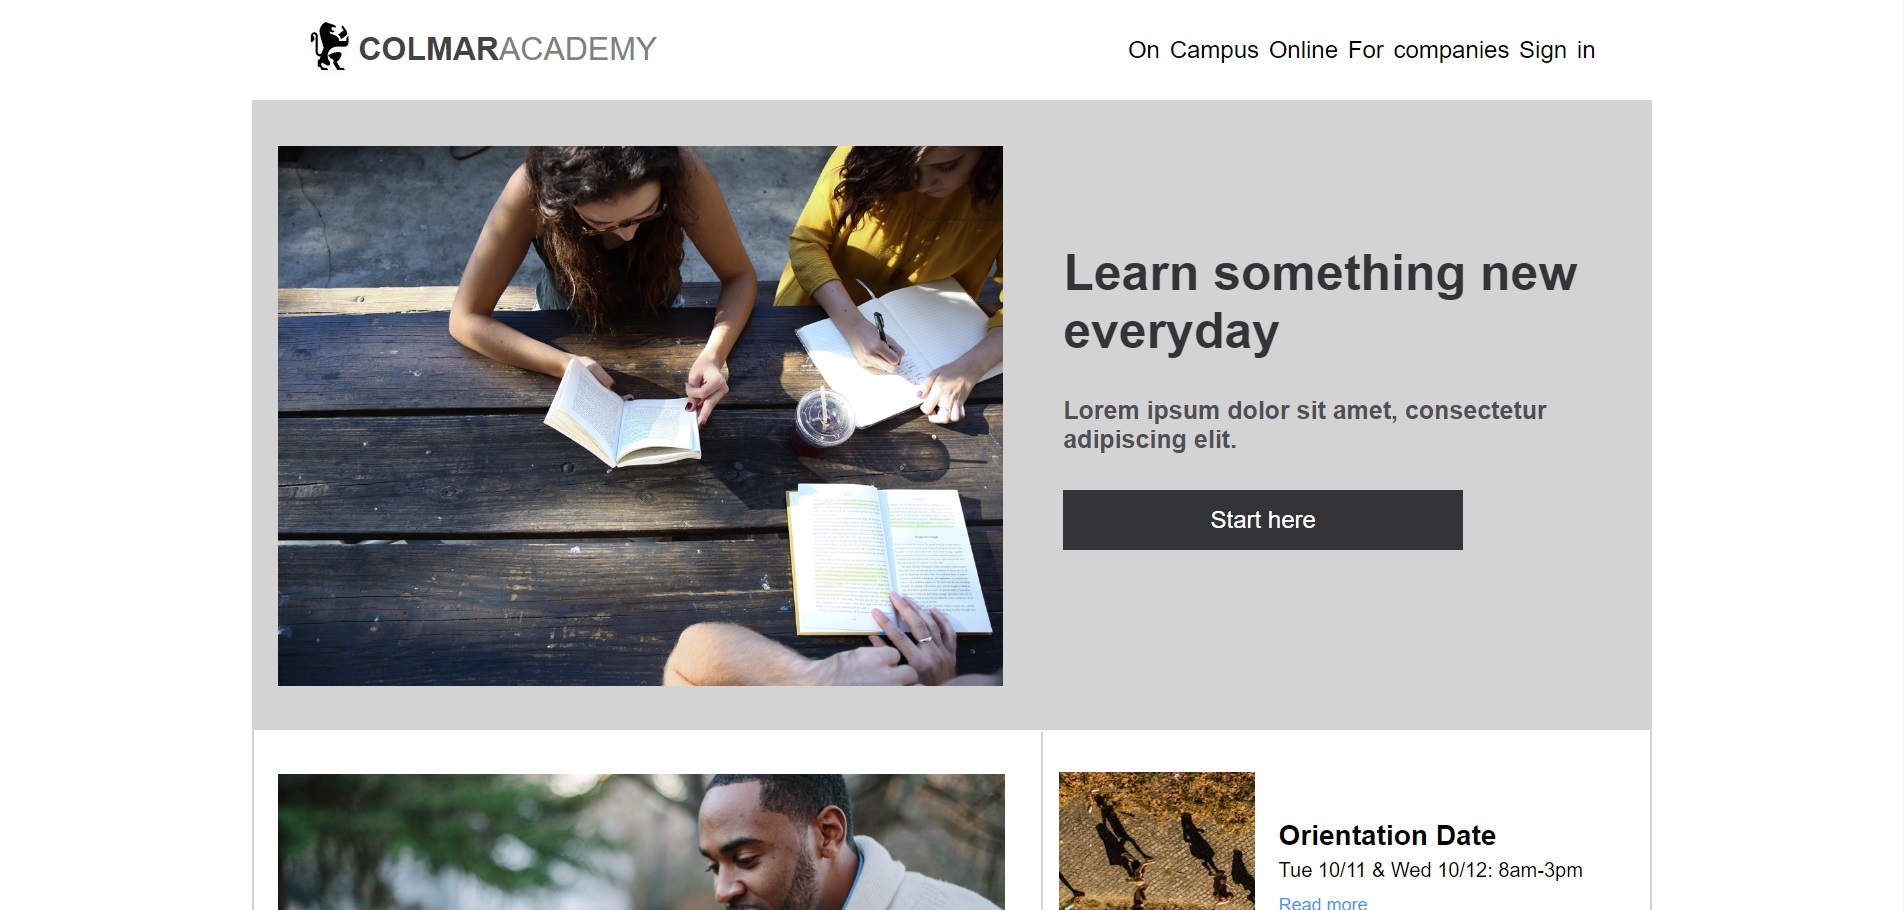 COLMARACADEMY
On Campus Online For companies Sign in
Learn something new
everyday
Lorem ipsum dolor sit amet, consectetur
adipiscing elit.
Start here
Orientation Date
Tue 10/11 & Wed 10/12: 8am-3pm
Read more